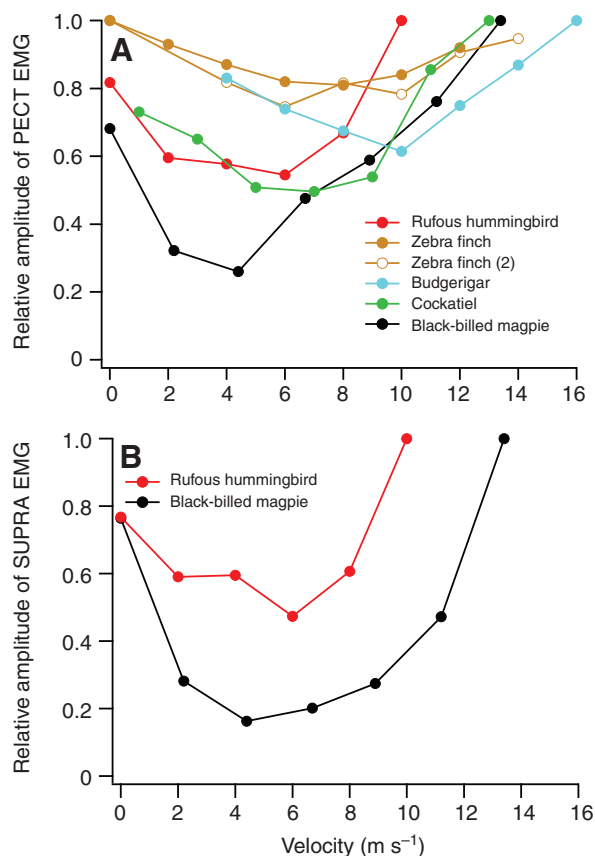 A
Relative amplitude of PECT EMG
1.0
0.8
0.6
0.4
0.2
0
Rufous hummingbird
Zebra finch
Zebra finch (2)
Budgerigar
Cockatiel
Black-billed magpie
0 2 4 6 8 10 12 14 16
B
Relative amplitude of SUPRA EMG
1.0
0.8
0.6
0.4
0.2
0
Rufous hummingbird
Black-billed magpie
0 2 4 6 8 10 12 14 16
Velocity (m s⁻¹)